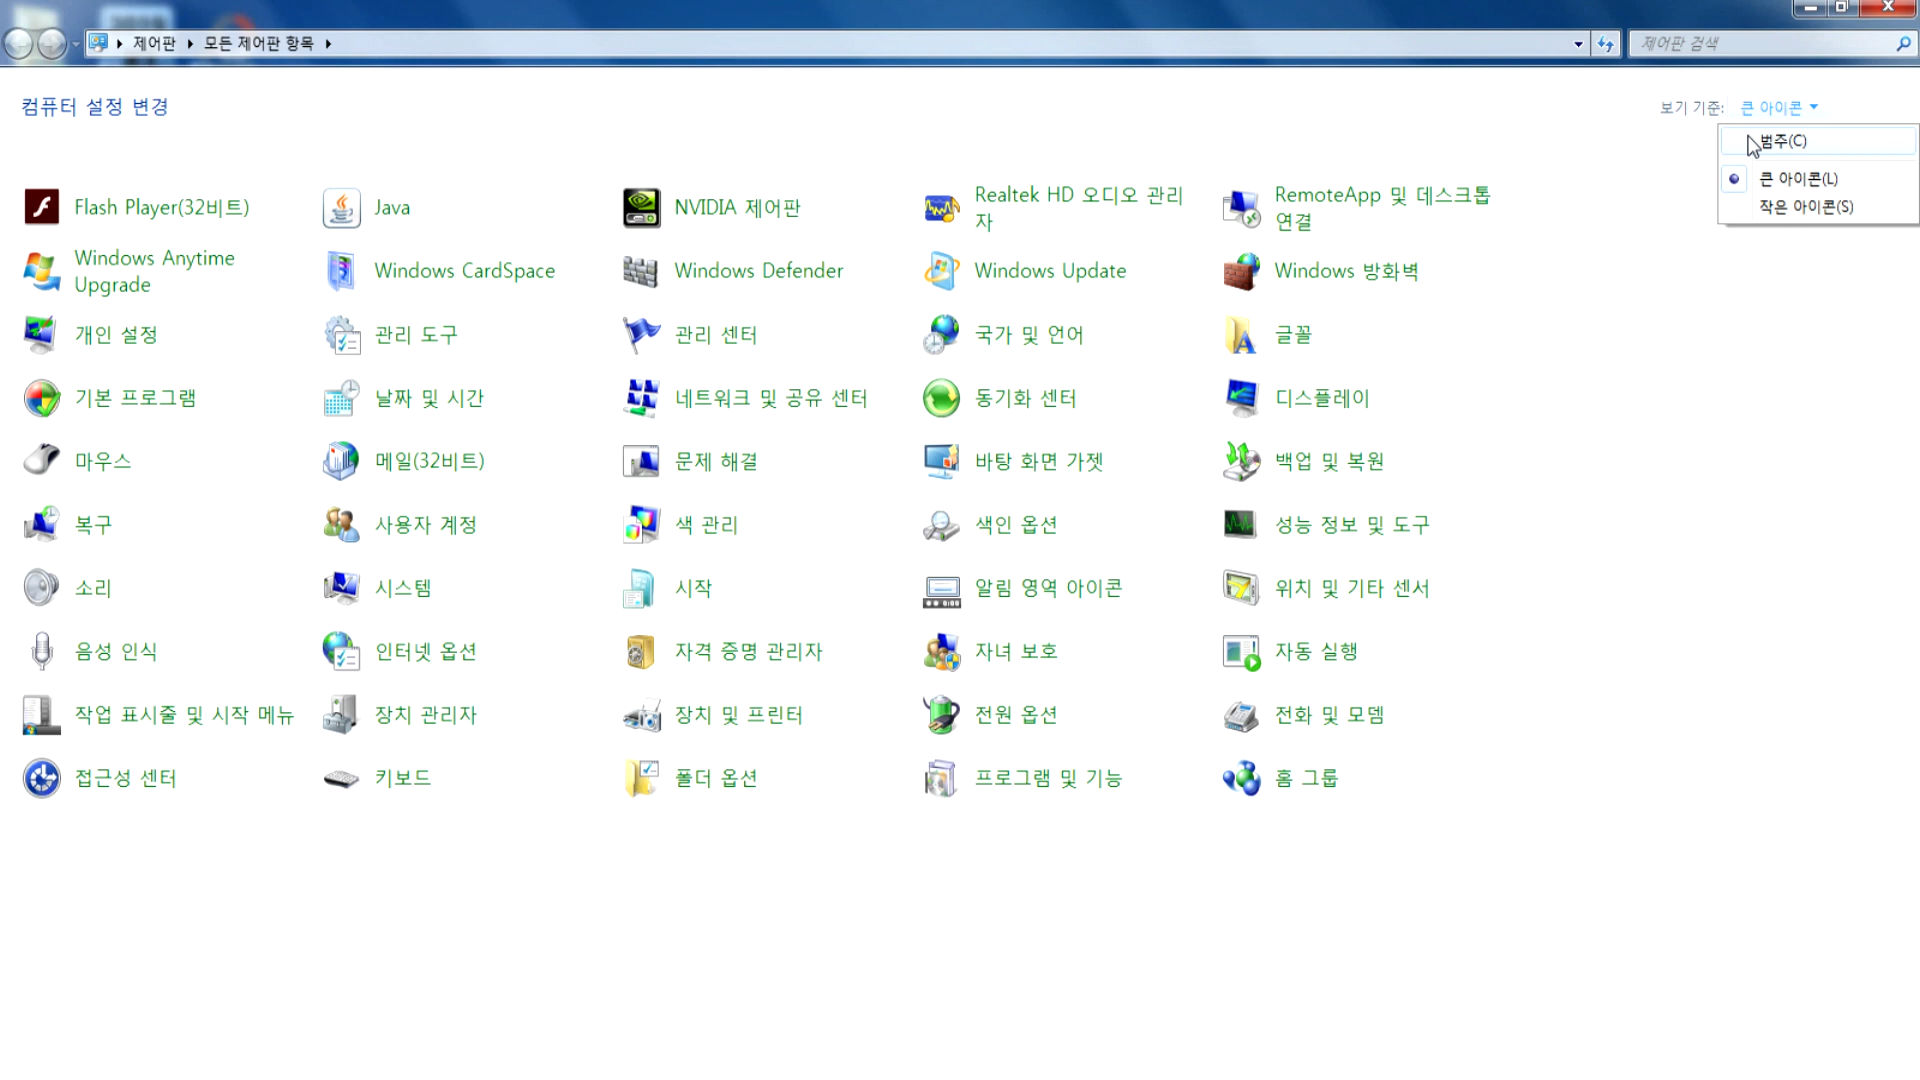 제어판 모든 제어판 항목
제어판 검색
컴퓨터 설정 변경
보기 기준: 큰 아이콘
범주(C)
큰 아이콘(L)
작은 아이콘(S)
Flash Player(32비트)
Java
NVIDIA 제어판
Realtek HD 오디오 관리
자
RemoteApp 및 데스크톱
연결
Windows Anytime
Upgrade
Windows CardSpace
Windows Defender
Windows Update
Windows 방화벽
개인 설정
관리 도구
관리 센터
국가 및 언어
글꼴
기본 프로그램
날짜 및 시간
네트워크 및 공유 센터
동기화 센터
디스플레이
마우스
메일(32비트)
문제 해결
바탕 화면 가젯
백업 및 복원
복구
사용자 계정
색 관리
색인 옵션
성능 정보 및 도구
소리
시스템
시작
알림 영역 아이콘
위치 및 기타 센서
음성 인식
인터넷 옵션
자격 증명 관리자
자녀 보호
자동 실행
작업 표시줄 및 시작 메뉴
장치 관리자
장치 및 프린터
전원 옵션
전화 및 모뎀
접근성 센터
키보드
폴더 옵션
프로그램 및 기능
홈 그룹